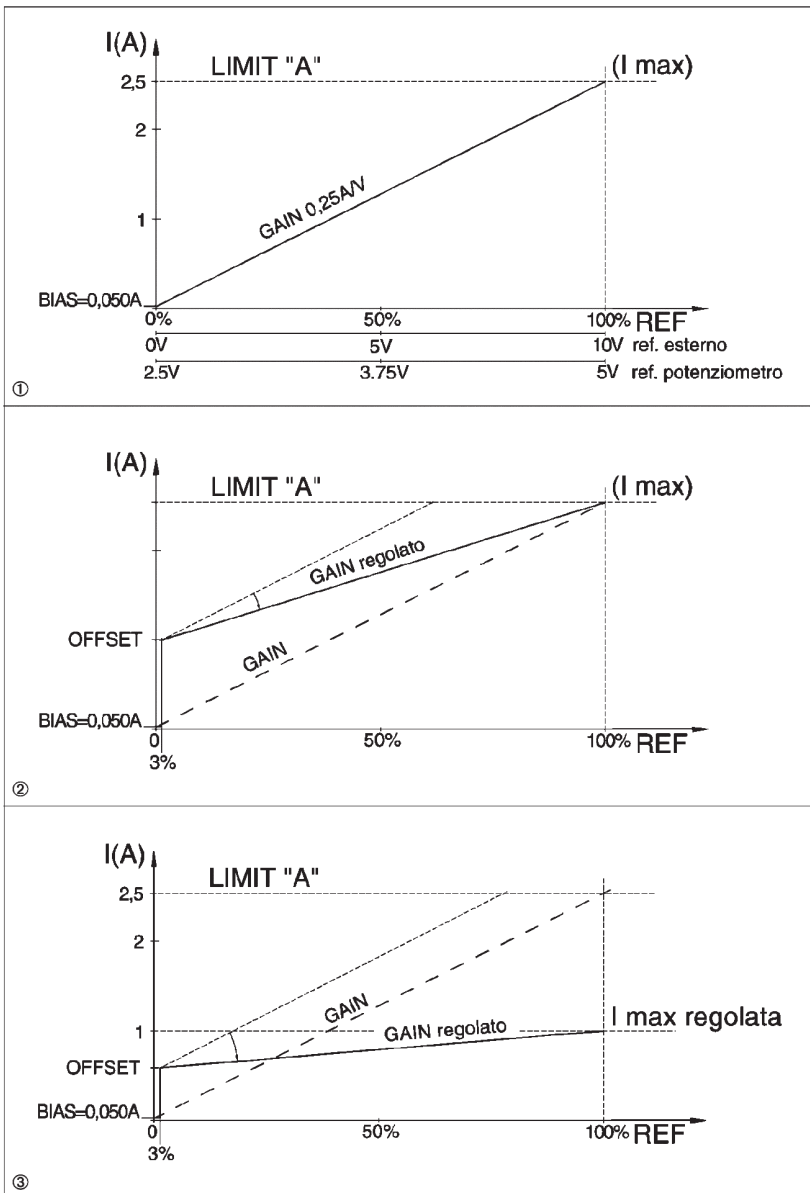 I(A)
LIMIT "A"
(I max)
2,5
2
GAIN 0,25A/V
1
BIAS=0,050A
0% 50% 100% REF
0V 5V 10V ref. esterno
2.5V 3.75V 5V ref. potenziometro
①
I(A)
LIMIT "A"
(I max)
GAIN regolato
OFFSET
GAIN
BIAS=0,050A
0 50% 100% REF
3%
②
I(A)
LIMIT "A"
2,5
2
GAIN
1
GAIN regolato
I max regolata
OFFSET
BIAS=0,050A
0 50% 100% REF
3%
③